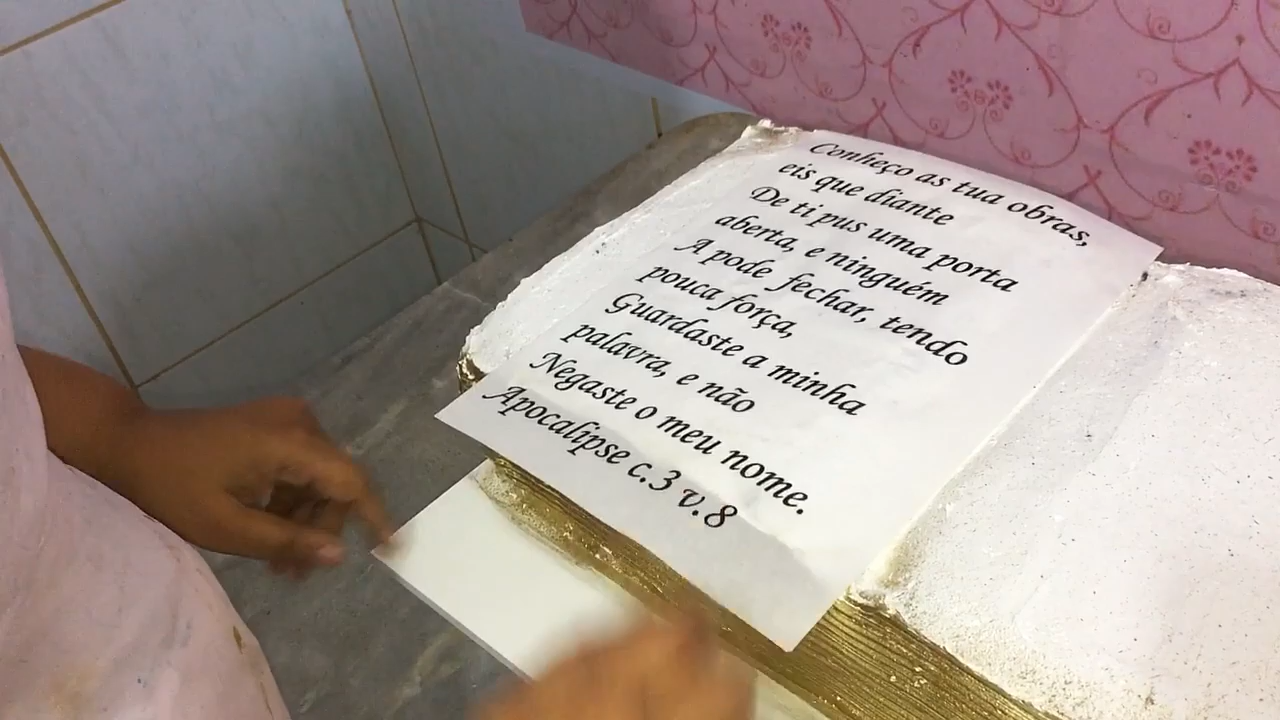 Conheço as tua obras,
eis que diante
De ti pus uma porta
aberta, e ninguém
A pode fechar, tendo
pouca força,
Guardaste a minha
palavra, e não
Negaste o meu nome.
Apocalipse c.3 v.8